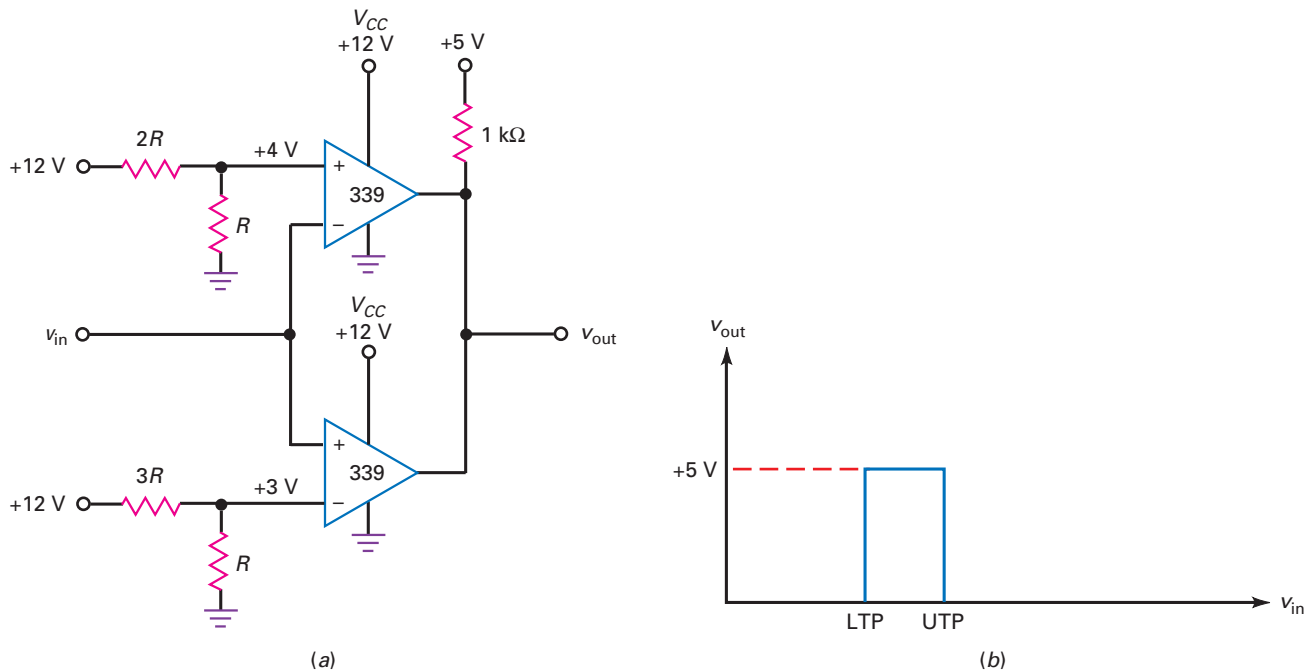 V_CC
+12 V
+5 V
1 kΩ
2R
+12 V
+4 V
+
339
−
R
v_in
V_CC
+12 V
v_out
+
339
−
3R
+12 V
+3 V
R
(a)
v_out
+5 V
LTP
UTP
v_in
(b)